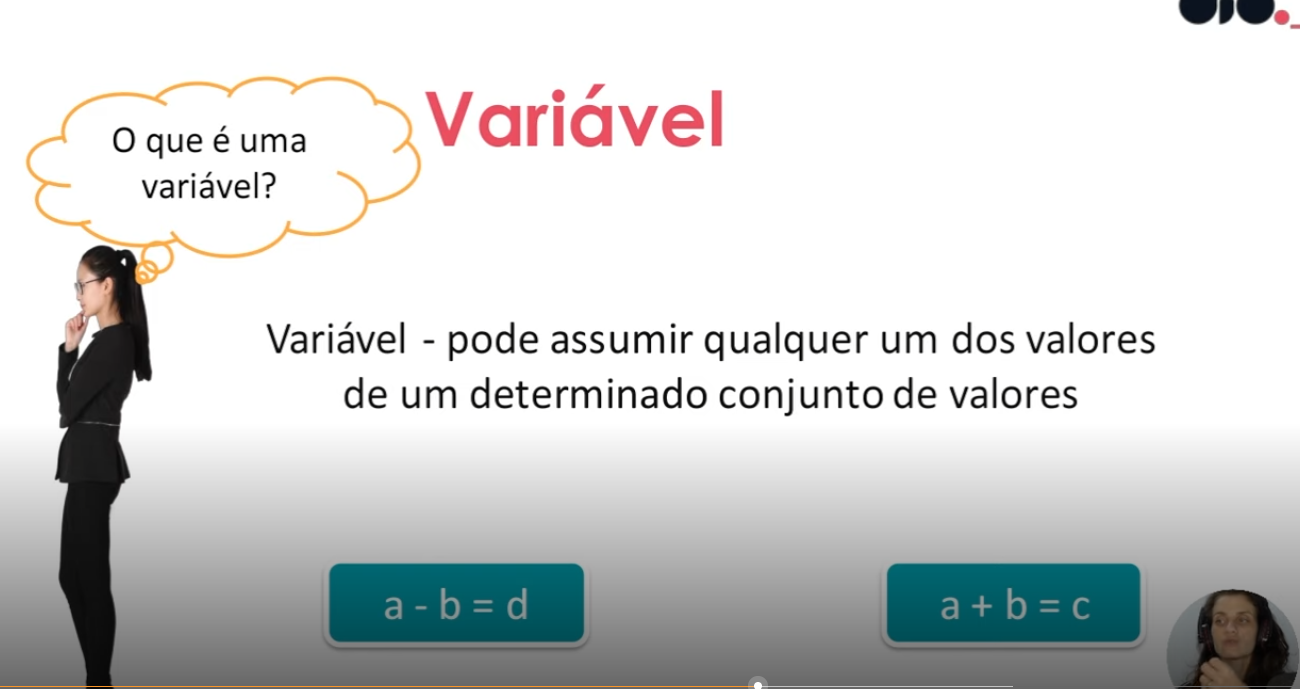 O que é uma
variável?
Variável
Variável - pode assumir qualquer um dos valores
de um determinado conjunto de valores
a - b = d
a + b = c